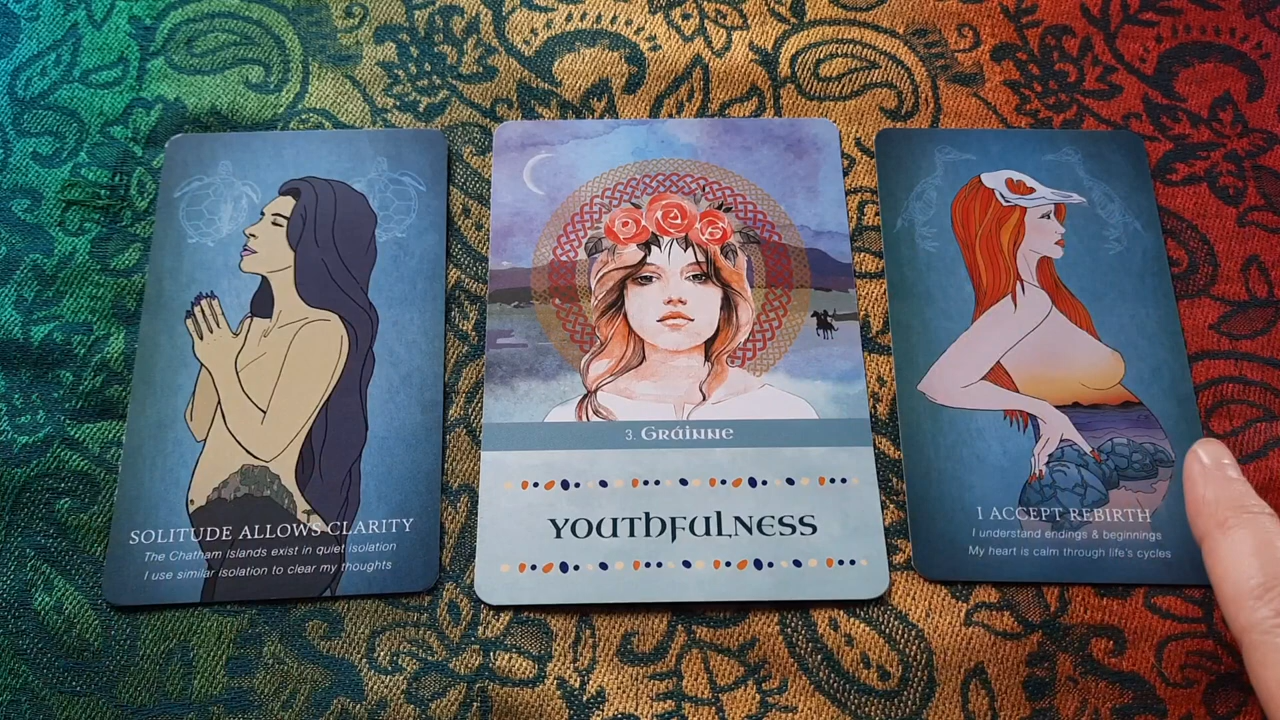 SOLITUDE ALLOWS CLARITY
The Chatham islands exist in quiet isolation
I use similar isolation to clear my thoughts
3. Gráinne
YOUTHFULNESS
I ACCEPT REBIRTH
I understand endings & beginnings
My heart is calm through life's cycles